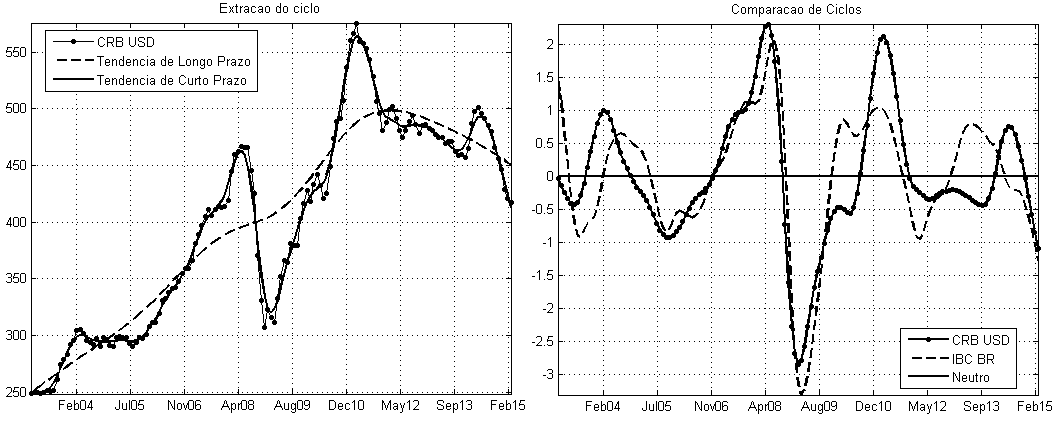 Extracao do ciclo
550
500
450
400
350
300
250
CRB USD
Tendencia de Longo Prazo
Tendencia de Curto Prazo
Feb04 Jul05 Nov06 Apr08 Aug09 Dec10 May12 Sep13 Feb15
Comparacao de Ciclos
2
1.5
1
0.5
0
-0.5
-1
-1.5
-2
-2.5
-3
CRB USD
IBC BR
Neutro
Feb04 Jul05 Nov06 Apr08 Aug09 Dec10 May12 Sep13 Feb15